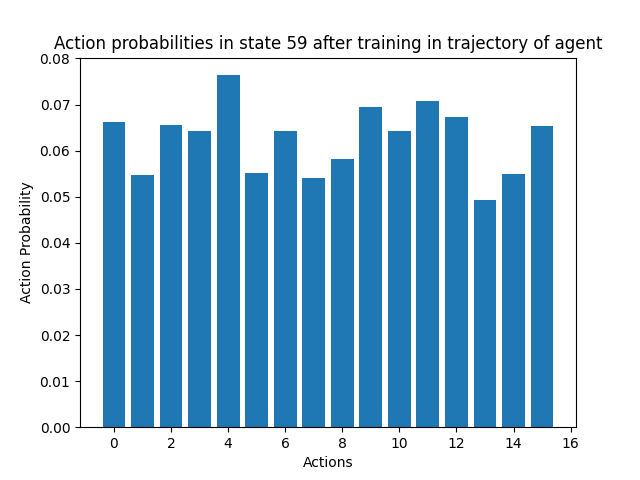 Action probabilities in state 59 after training in trajectory of agent
0.08
0.07
0.06
0.05
0.04
0.03
0.02
0.01
0.00
Action Probability
0 2 4 6 8 10 12 14 16
Actions